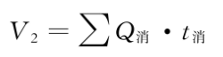 V₂ = ∑Q消 • t消